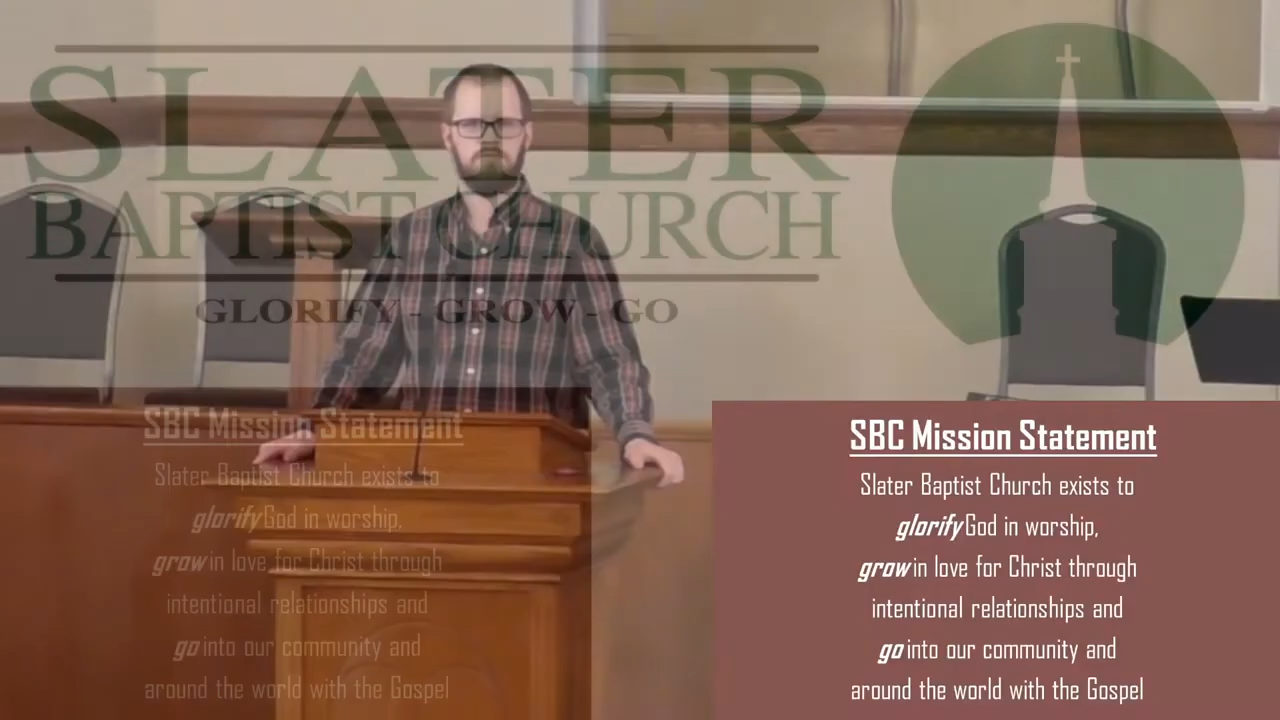 SLATER
BAPTIST CHURCH
GLORIFY - GROW - GO
SBC Mission Statement
Slater Baptist Church exists to
glorify God in worship,
grow in love for Christ through
intentional relationships and
go into our community and
around the world with the Gospel
SBC Mission Statement
Slater Baptist Church exists to
glorify God in worship,
grow in love for Christ through
intentional relationships and
go into our community and
around the world with the Gospel